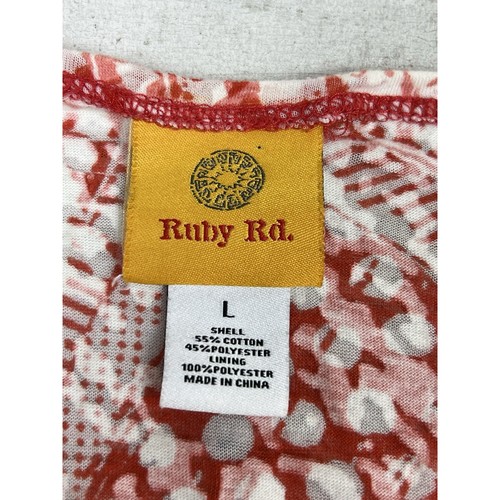 Ruby Rd.
L
SHELL
55% COTTON
45%POLYESTER
LINING
100%POLYESTER
MADE IN CHINA